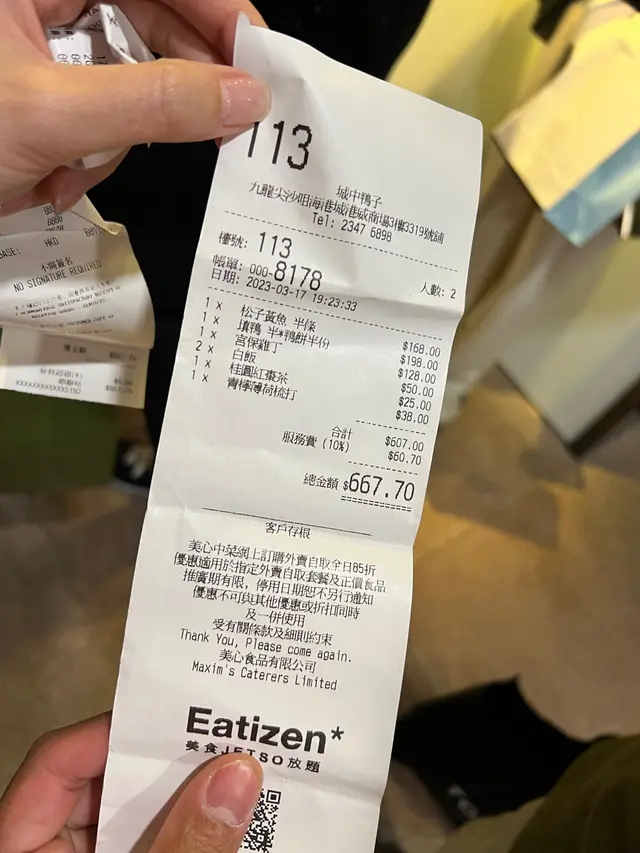 113
城中鴨子
九龍尖沙咀海港城港威商場3樓3319號舖
Tel: 2347 6898
檯號: 113
人數: 2
帳單: 000-8178
日期: 2023-03-17 19:23:33
1 x 松子黃魚 半條 $168.00
1 x 填鴨 半*鴨餅半份 $198.00
1 x 宮保雞丁 $128.00
2 x 白飯 $50.00
1 x 桂圓紅棗茶 $25.00
1 x 青檸薄荷梳打 $38.00
合計 $607.00
服務費 (10%) $60.70
總金額 $667.70
客戶存根
美心中菜網上訂購外賣自取全日85折
優惠適用於指定外賣自取套餐及正價食品
推廣期有限，停用日期恕不另行通知
優惠不可與其他優惠或折扣同時
及一併使用
受有關條款及細則約束
Thank You, Please come again.
美心食品有限公司
Maxim's Caterers Limited
Eatizen*
美食JETSO放題
BASE: HKD
不需簽名
NO SIGNATURE REQUIRED